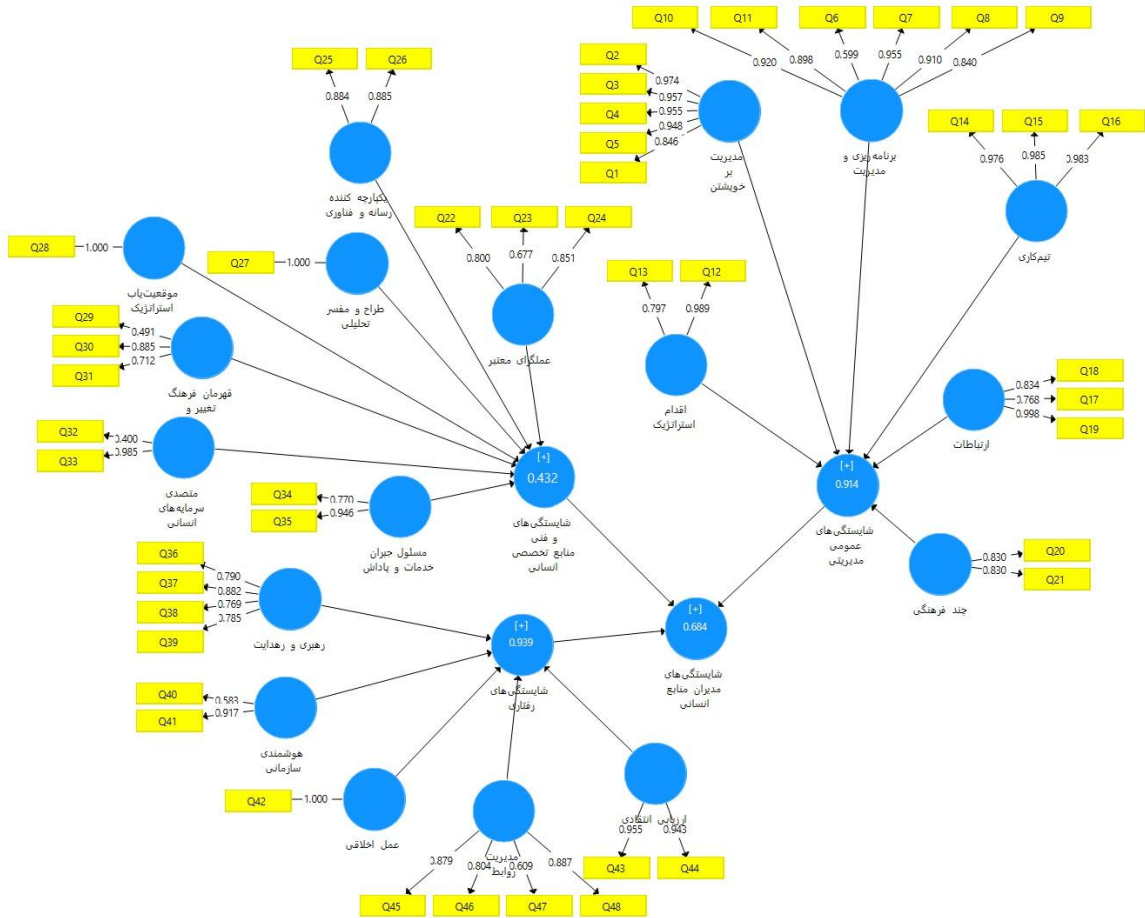 Q10
Q11
Q6
Q7
Q8
Q9
0.920
0.898
0.599
0.955
0.910
0.840
برنامه‌ریزی و
مدیریت
Q25
Q26
0.884
0.885
یکپارچه کننده
رسانه و فناوری
Q2
Q3
Q4
Q5
Q1
0.974
0.957
0.955
0.948
0.846
مدیریت
بر
خویشتن
Q14
Q15
Q16
0.976
0.985
0.983
تیم‌کاری
Q22
Q23
Q24
0.800
0.677
0.851
عملگرای معتبر
Q28
1.000
موقعیت‌یاب
استراتژیک
Q27
1.000
طراح و مفسر
تحلیلی
Q13
Q12
0.797
0.989
اقدام
استراتژیک
Q29
Q30
Q31
0.491
0.885
0.712
قهرمان فرهنگ
تغییر و
Q18
Q17
Q19
0.834
0.768
0.998
ارتباطات
Q32
Q33
0.400
0.985
متصدی
سرمایه‌های
انسانی
[+]
0.432
شایستگی‌های
و فنی
منابع تخصصی
انسانی
[+]
0.914
شایستگی‌های
عمومی
مدیریتی
Q34
Q35
0.770
0.946
مسئول جبران
خدمات و پاداش
Q20
Q21
0.830
0.830
چند فرهنگی
Q36
Q37
Q38
Q39
0.790
0.882
0.769
0.785
رهبری و رهدایت
[+]
0.939
شایستگی‌های
رفتاری
[+]
0.684
شایستگی‌های
مدیران منابع
انسانی
Q40
Q41
0.583
0.917
هوشمندی
سازمانی
Q42
1.000
عمل اخلاقی
مدیریت
روابط
0.879
0.804
0.609
0.887
Q45
Q46
Q47
Q48
ارزیابی انتقادی
0.955
0.943
Q43
Q44